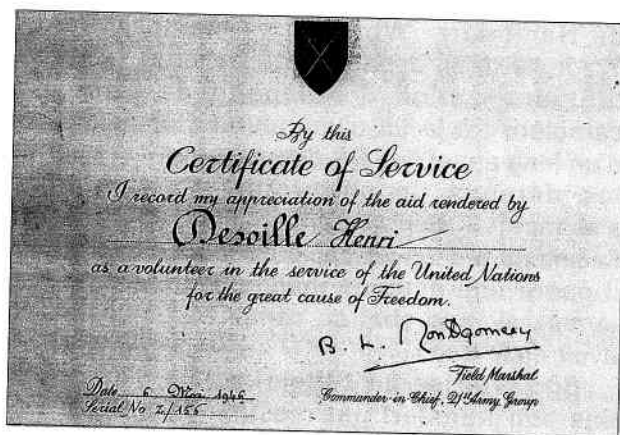 By this
Certificate of Service
I record my appreciation of the aid rendered by
Henri
as a volunteer in the service of the United Nations
for the great cause of Freedom.
B. L. Montgomery
Field Marshal
Commander-in-Chief, 21st Army Group
Date 6 Mai 1946
Serial No Z/156